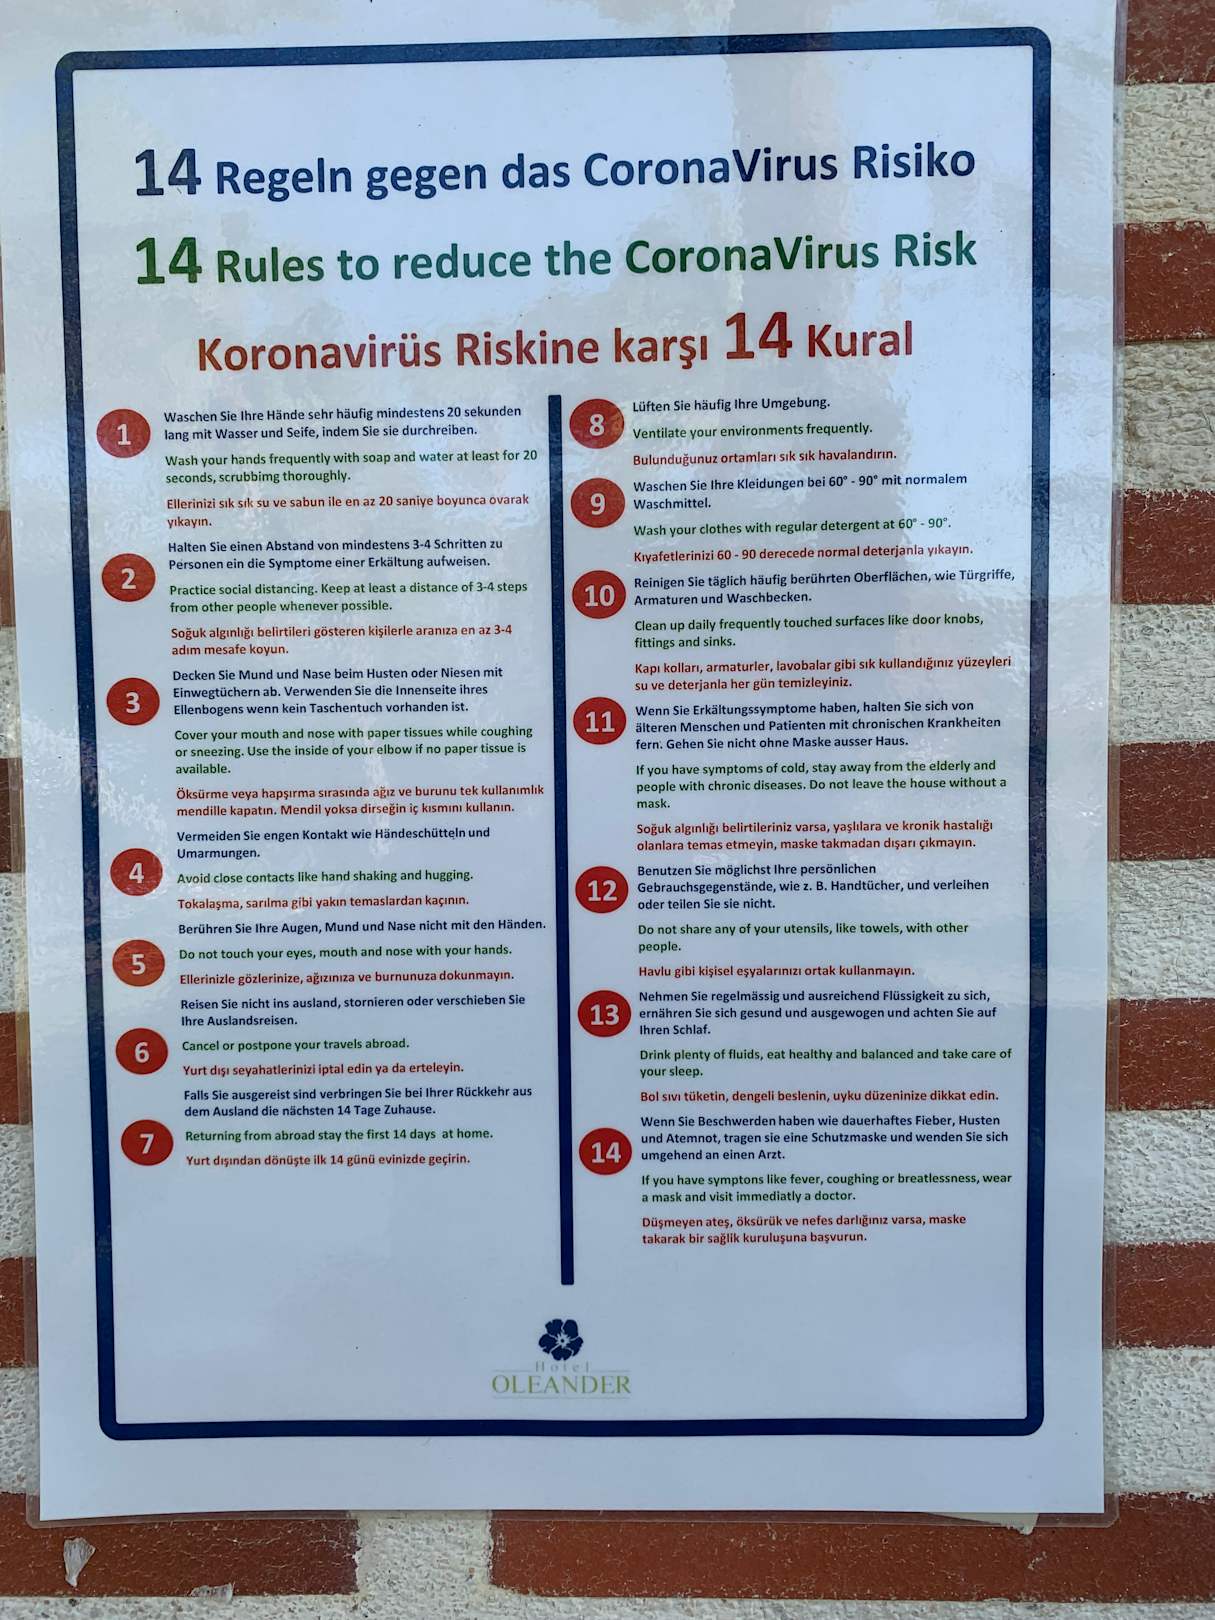 14 Regeln gegen das CoronaVirus Risiko
14 Rules to reduce the CoronaVirus Risk
Koronavirüs Riskine karşı 14 Kural
1
Waschen Sie Ihre Hände sehr häufig mindestens 20 sekunden
lang mit Wasser und Seife, indem Sie sie durchreiben.
Wash your hands frequently with soap and water at least for 20
seconds, scrubbimg thoroughly.
Ellerinizi sık sık su ve sabun ile en az 20 saniye boyunca ovarak
yıkayın.
2
Halten Sie einen Abstand von mindestens 3-4 Schritten zu
Personen ein die Symptome einer Erkältung aufweisen.
Practice social distancing. Keep at least a distance of 3-4 steps
from other people whenever possible.
Soğuk algınlığı belirtileri gösteren kişilerle aranıza en az 3-4
adım mesafe koyun.
3
Decken Sie Mund und Nase beim Husten oder Niesen mit
Einwegtüchern ab. Verwenden Sie die Innenseite ihres
Ellenbogens wenn kein Taschentuch vorhanden ist.
Cover your mouth and nose with paper tissues while coughing
or sneezing. Use the inside of your elbow if no paper tissue is
available.
Öksürme veya hapşırma sırasında ağız ve burunu tek kullanımlık
mendille kapatın. Mendil yoksa dirseğin iç kısmını kullanın.
4
Vermeiden Sie engen Kontakt wie Händeschütteln und
Umarmungen.
Avoid close contacts like hand shaking and hugging.
Tokalaşma, sarılma gibi yakın temaslardan kaçının.
5
Berühren Sie Ihre Augen, Mund und Nase nicht mit den Händen.
Do not touch your eyes, mouth and nose with your hands.
Ellerinizle gözlerinize, ağızınıza ve burnunuza dokunmayın.
6
Reisen Sie nicht ins ausland, stornieren oder verschieben Sie
Ihre Auslandsreisen.
Cancel or postpone your travels abroad.
Yurt dışı seyahatlerinizi iptal edin ya da erteleyin.
7
Falls Sie ausgereist sind verbringen Sie bei Ihrer Rückkehr aus
dem Ausland die nächsten 14 Tage Zuhause.
Returning from abroad stay the first 14 days at home.
Yurt dışından dönüşte ilk 14 günü evinizde geçirin.
8
Lüften Sie häufig Ihre Umgebung.
Ventilate your environments frequently.
Bulunduğunuz ortamları sık sık havalandırın.
9
Waschen Sie Ihre Kleidungen bei 60° - 90° mit normalem
Waschmittel.
Wash your clothes with regular detergent at 60° - 90°.
Kıyafetlerinizi 60 - 90 derecede normal deterjanla yıkayın.
10
Reinigen Sie täglich häufig berührten Oberflächen, wie Türgriffe,
Armaturen und Waschbecken.
Clean up daily frequently touched surfaces like door knobs,
fittings and sinks.
Kapı kolları, armaturler, lavobalar gibi sık kullandığınız yüzeyleri
su ve deterjanla her gün temizleyiniz.
11
Wenn Sie Erkältungssymptome haben, halten Sie sich von
älteren Menschen und Patienten mit chronischen Krankheiten
fern. Gehen Sie nicht ohne Maske ausser Haus.
If you have symptoms of cold, stay away from the elderly and
people with chronic diseases. Do not leave the house without a
mask.
Soğuk algınlığı belirtileriniz varsa, yaşlılara ve kronik hastalığı
olanlara temas etmeyin, maske takmadan dışarı çıkmayın.
12
Benutzen Sie möglichst Ihre persönlichen
Gebrauchsgegenstände, wie z. B. Handtücher, und verleihen
oder teilen Sie sie nicht.
Do not share any of your utensils, like towels, with other
people.
Havlu gibi kişisel eşyalarınızı ortak kullanmayın.
13
Nehmen Sie regelmässig und ausreichend Flüssigkeit zu sich,
ernähren Sie sich gesund und ausgewogen und achten Sie auf
Ihren Schlaf.
Drink plenty of fluids, eat healthy and balanced and take care of
your sleep.
Bol sıvı tüketin, dengeli beslenin, uyku düzeninize dikkat edin.
14
Wenn Sie Beschwerden haben wie dauerhaftes Fieber, Husten
und Atemnot, tragen sie eine Schutzmaske und wenden Sie sich
umgehend an einen Arzt.
If you have symptons like fever, coughing or breatlessness, wear
a mask and visit immediatly a doctor.
Düşmeyen ateş, öksürük ve nefes darlığınız varsa, maske
takarak bir sağlik kuruluşuna başvurun.
Hotel
OLEANDER